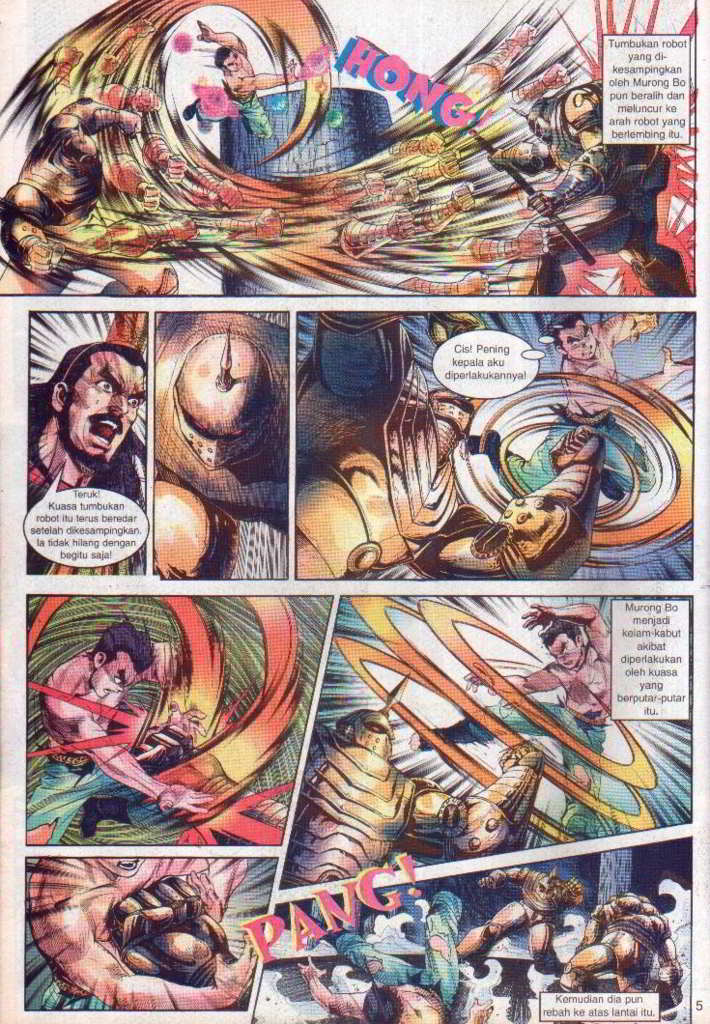 HONG!
Tumbukan robot
yang di-
kesampingkan
oleh Murong Bo
pun beralih dan
meluncur ke
arah robot yang
berlembing itu.
Teruk!
Kuasa tumbukan
robot itu terus beredar
setelah dikesampingkan.
Ia tidak hilang dengan
begitu saja!
Cis! Pening
kepala aku
diperlakukannya!
Murong Bo
menjadi
kelam-kabut
akibat
diperlakukan
oleh kuasa
yang
berputar-putar
itu.
PANG!
Kemudian dia pun
rebah ke atas lantai itu.
5